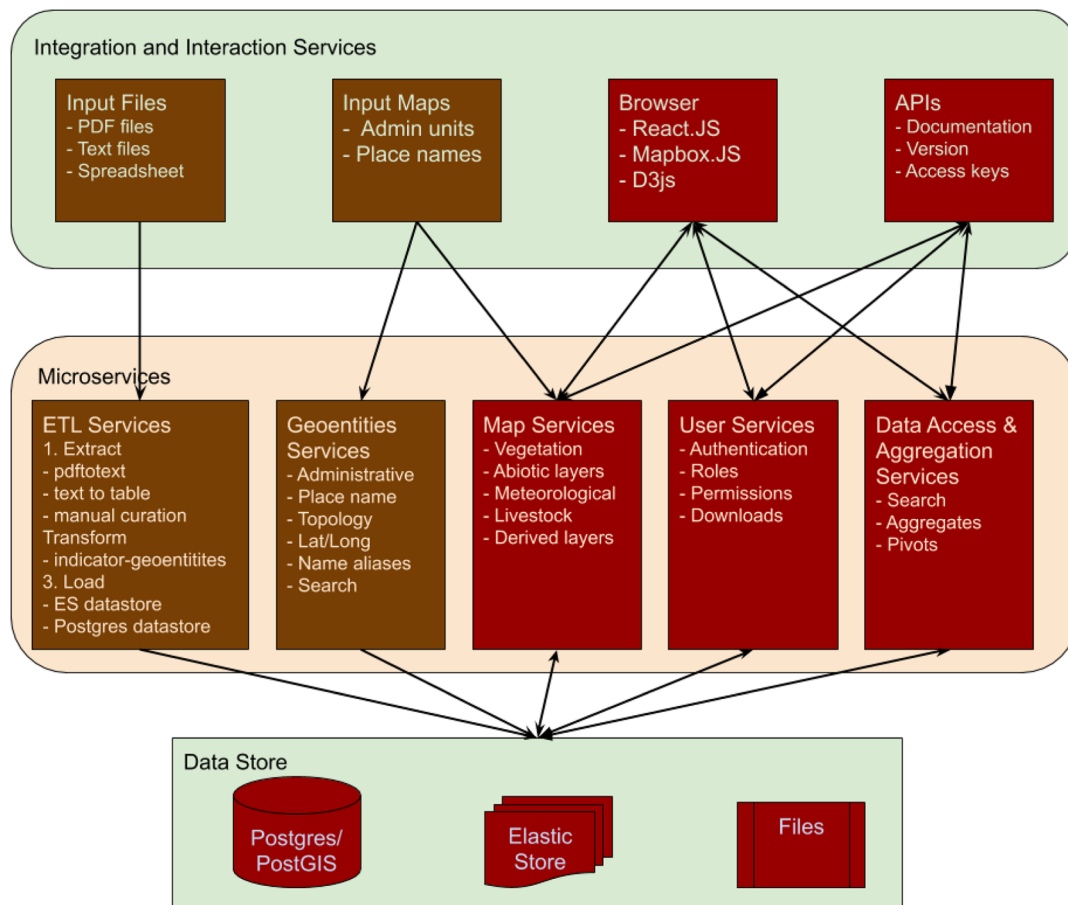 Integration and Interaction Services
Input Files
- PDF files
- Text files
- Spreadsheet
Input Maps
- Admin units
- Place names
Browser
- React.JS
- Mapbox.JS
- D3js
APIs
- Documentation
- Version
- Access keys
Microservices
ETL Services
1. Extract
- pdftotext
- text to table
- manual curation
Transform
- indicator-geoentitites
3. Load
- ES datastore
- Postgres datastore
Geoentities
Services
- Administrative
- Place name
- Topology
- Lat/Long
- Name aliases
- Search
Map Services
- Vegetation
- Abiotic layers
- Meteorological
- Livestock
- Derived layers
User Services
- Authentication
- Roles
- Permissions
- Downloads
Data Access &
Aggregation
Services
- Search
- Aggregates
- Pivots
Data Store
Postgres/
PostGIS
Elastic
Store
Files